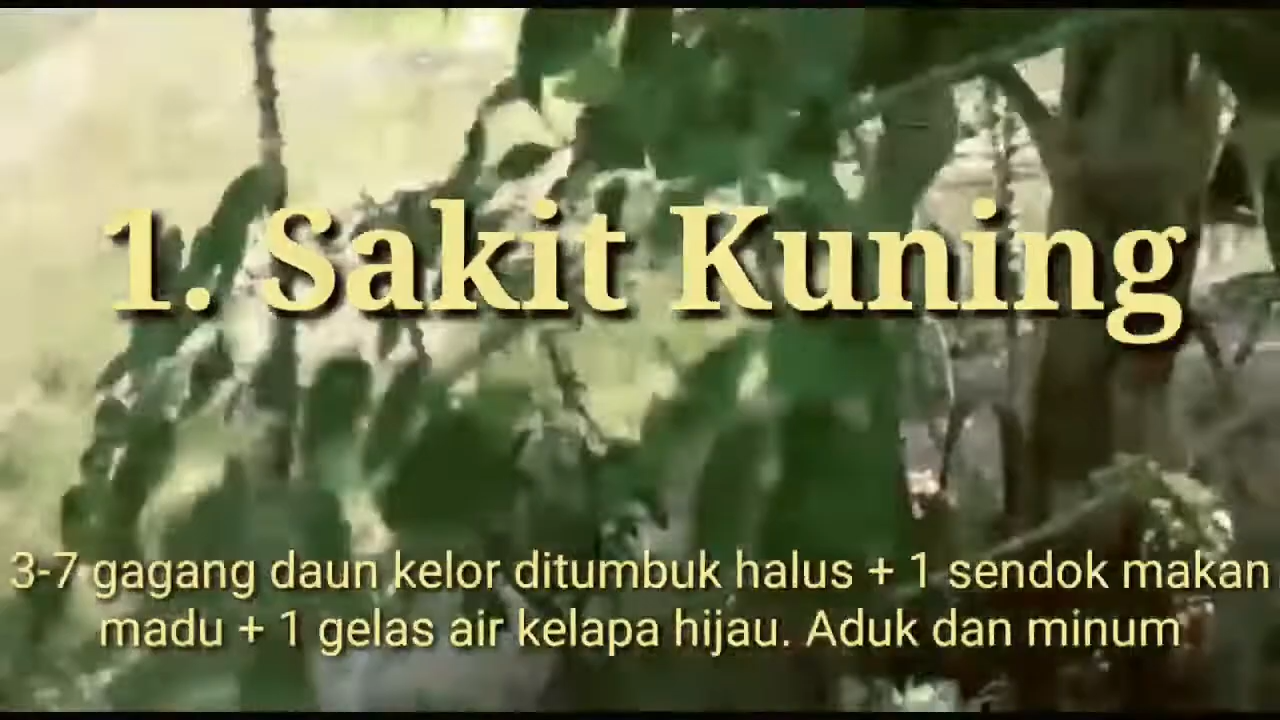 1. Sakit Kuning
3-7 gagang daun kelor ditumbuk halus + 1 sendok makan
madu + 1 gelas air kelapa hijau. Aduk dan minum